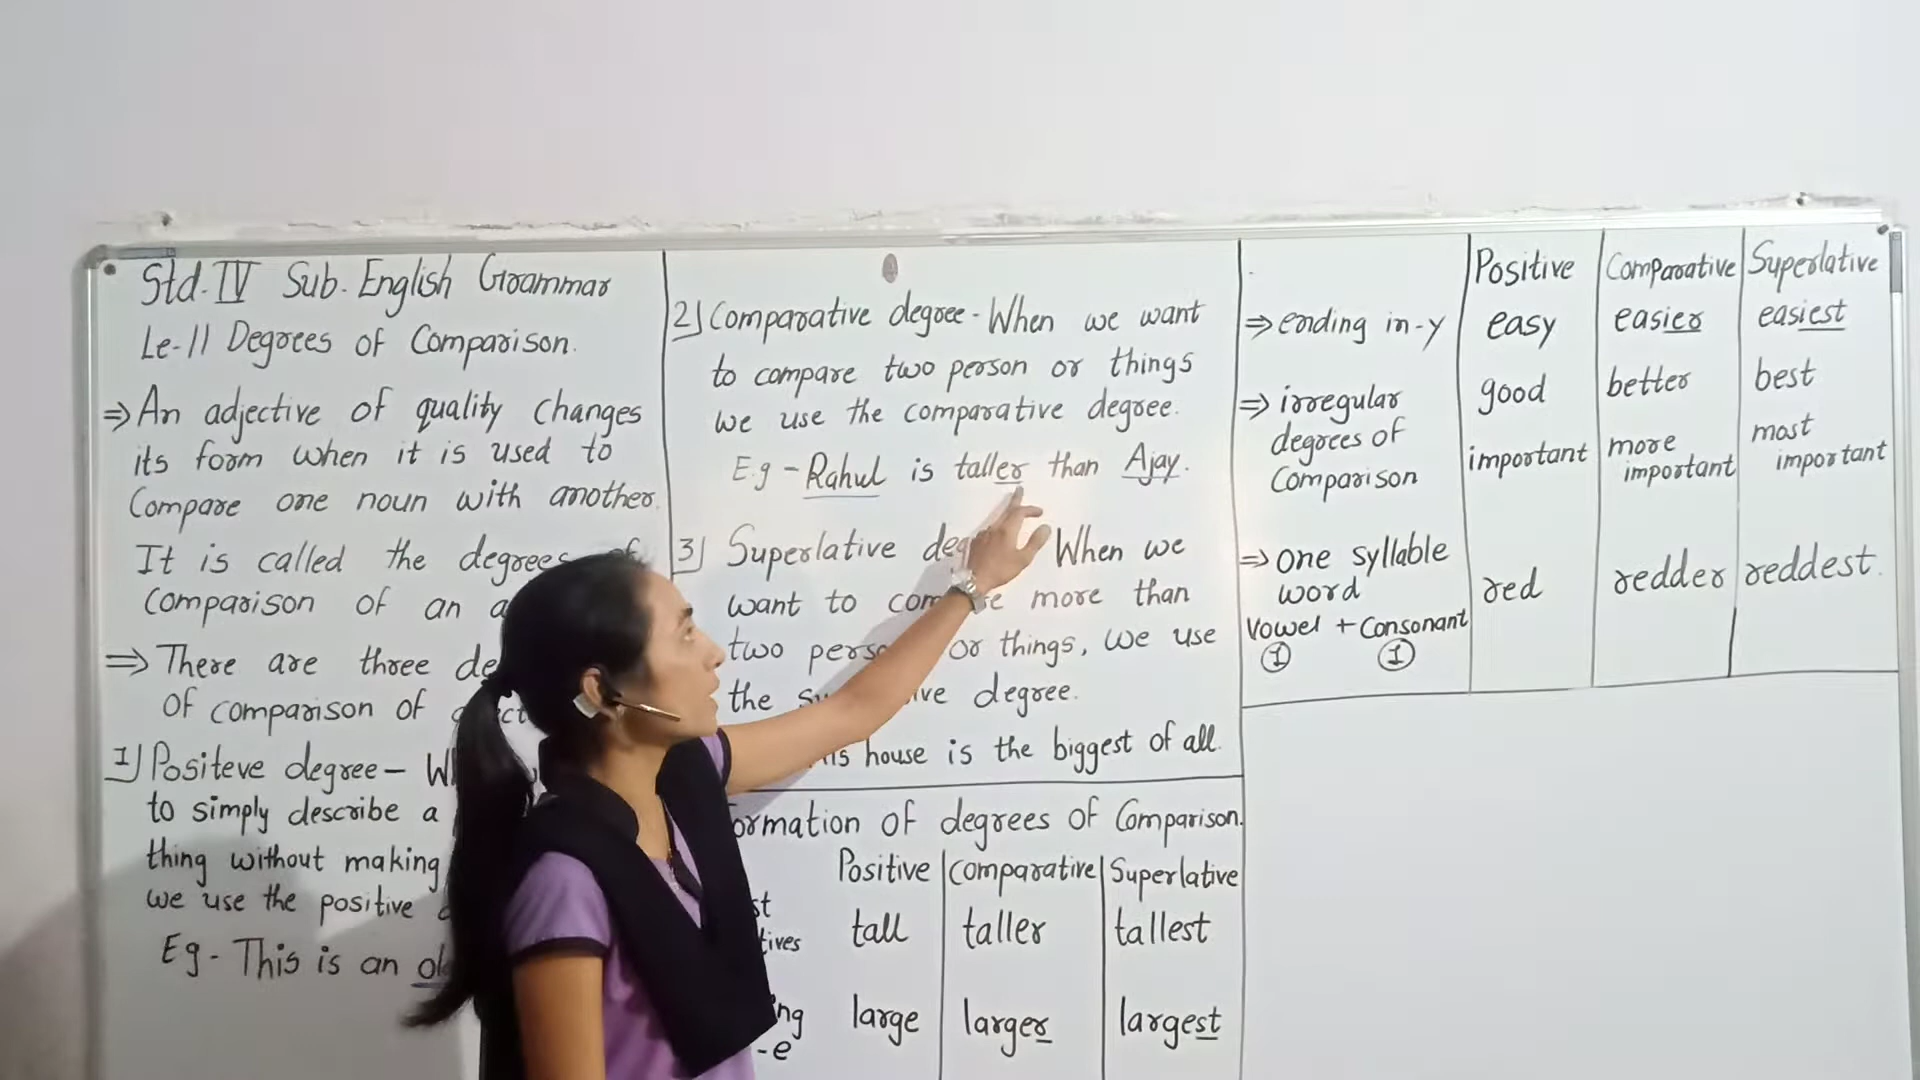 Std. IV Sub. English Grammar
Le-11 Degrees of Comparison.
⇒ An adjective of quality changes
its form when it is used to
Compare one noun with another.
It is called the degrees of
Comparison of an
⇒ There are three
of comparison of
1) Positeve degree -
to simply describe a
thing without making
we use the positive
Eg - This is an
2) Comparative degree - When we want
to compare two person or things
we use the comparative degree.
E.g - Rahul is taller than Ajay.
3) Superlative When we
want to more than
two or things, we use
the degree.
house is the biggest of all.
of degrees of Comparison.
Positive Comparative Superlative
tall taller tallest
large larger largest
-e
Positive Comparative Superlative
⇒ ending in -y easy easier easiest
⇒ irregular degrees of Comparison good better best
important more important most important
⇒ one syllable word red redder reddest.
Vowel + Consonant
1 1